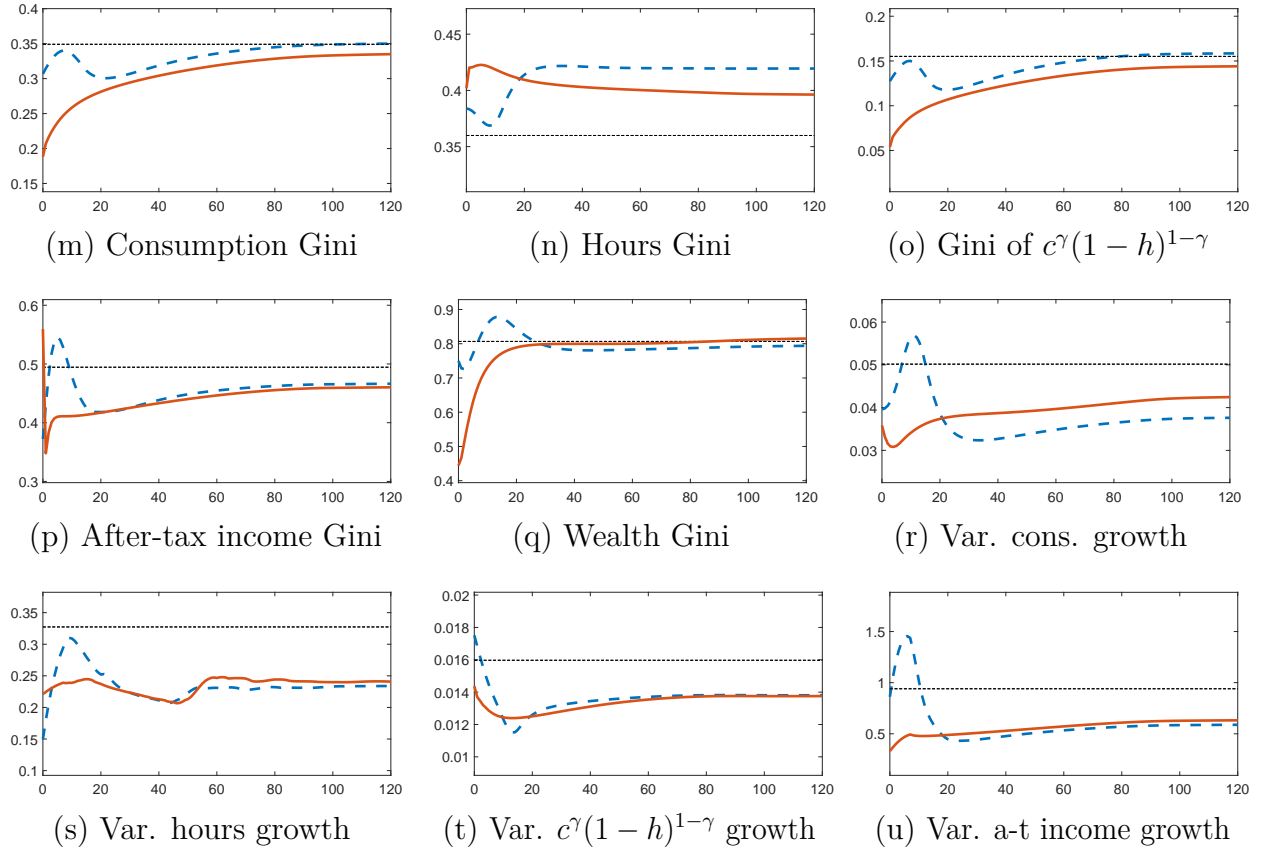 0.4
0.35
0.3
0.25
0.2
0.15
0 20 40 60 80 100 120
(m) Consumption Gini
0.45
0.4
0.35
0 20 40 60 80 100 120
(n) Hours Gini
0.2
0.15
0.1
0.05
0 20 40 60 80 100 120
(o) Gini of c^γ(1 − h)^{1−γ}
0.6
0.5
0.4
0.3
0 20 40 60 80 100 120
(p) After-tax income Gini
0.9
0.8
0.7
0.6
0.5
0.4
0 20 40 60 80 100 120
(q) Wealth Gini
0.06
0.05
0.04
0.03
0 20 40 60 80 100 120
(r) Var. cons. growth
0.35
0.3
0.25
0.2
0.15
0.1
0 20 40 60 80 100 120
(s) Var. hours growth
0.02
0.018
0.016
0.014
0.012
0.01
0 20 40 60 80 100 120
(t) Var. c^γ(1 − h)^{1−γ} growth
1.5
1
0.5
0 20 40 60 80 100 120
(u) Var. a-t income growth